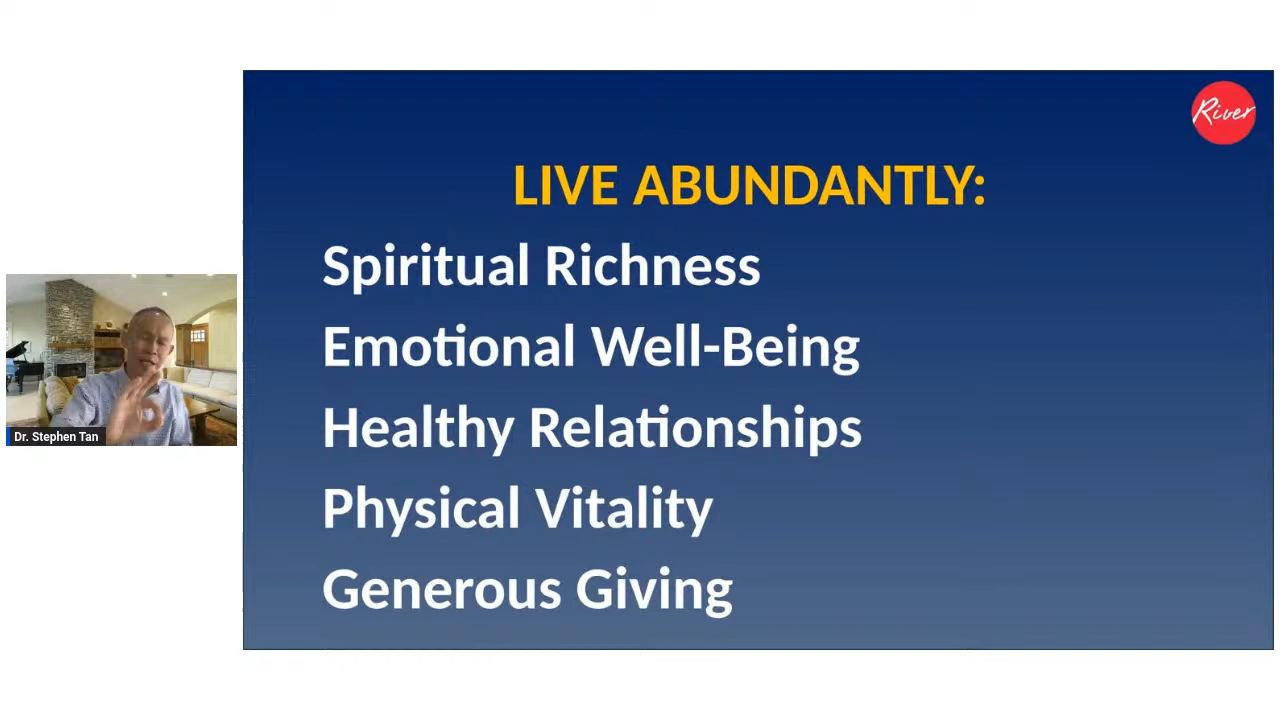 River
LIVE ABUNDANTLY:
Spiritual Richness
Emotional Well-Being
Healthy Relationships
Physical Vitality
Generous Giving
Dr. Stephen Tan